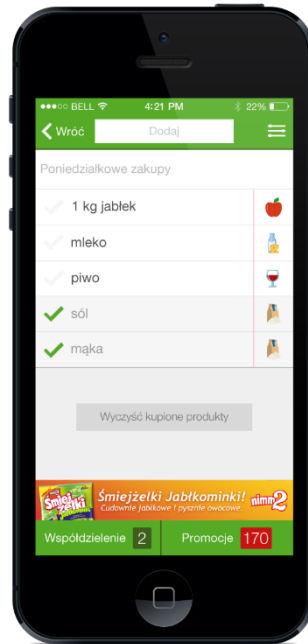 BELL 4:21 PM 22%
Wróć Dodaj
Poniedziałkowe zakupy
1 kg jabłek
mleko
piwo
sól
mąka
Wyczyść kupione produkty
Śmiejżelki Śmiejżelki Jabłkominki! nimm2
Cudownie Jabłkowe i pysznie owocowe..
Współdzielenie 2 Promocje 170